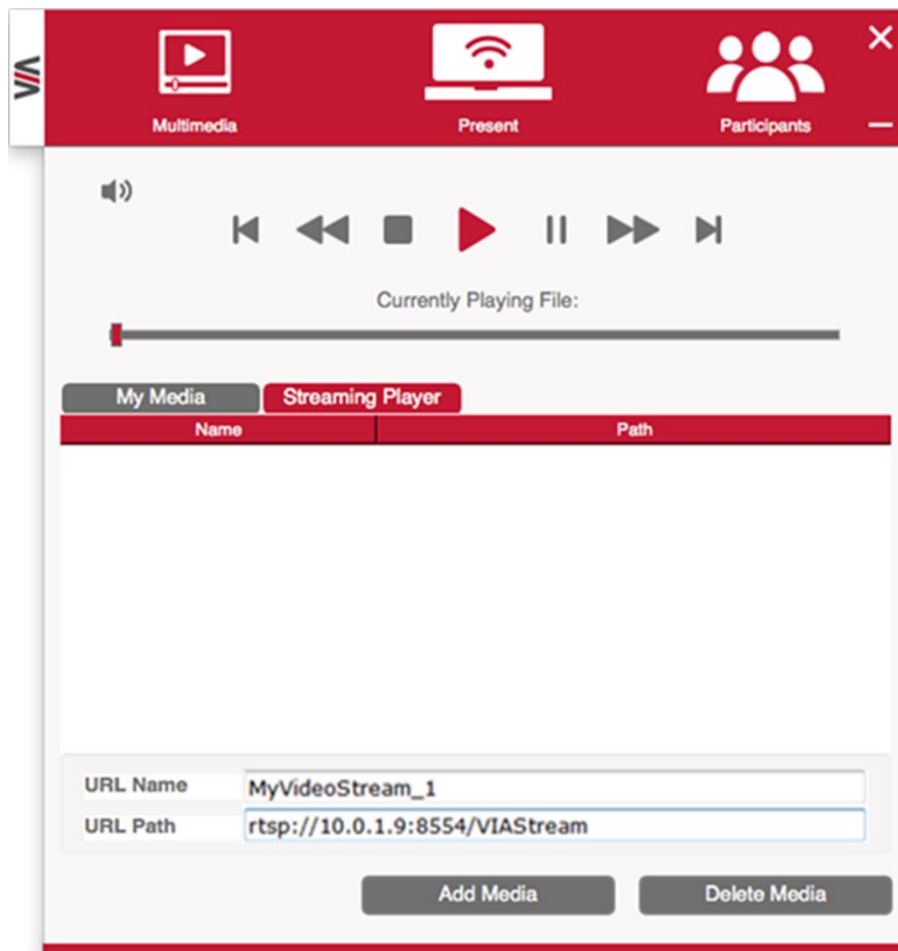 VIA
Multimedia
Present
Participants
Currently Playing File:
My Media
Streaming Player
Name
Path
URL Name
MyVideoStream_1
URL Path
rtsp://10.0.1.9:8554/VIAStream
Add Media
Delete Media